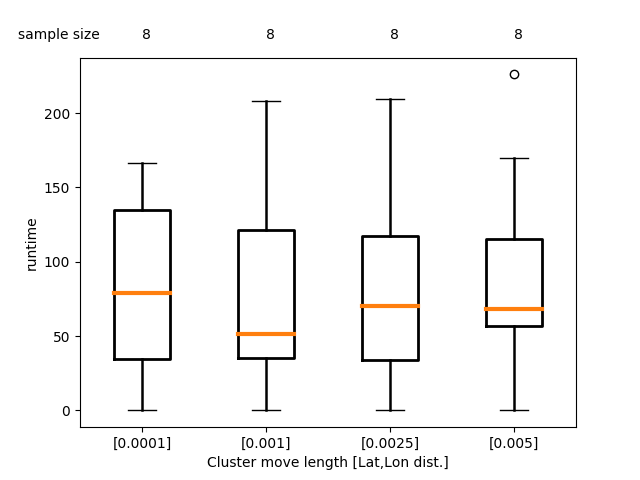 sample size 8 8 8 8
200
150
100
50
0
runtime
[0.0001] [0.001] [0.0025] [0.005]
Cluster move length [Lat,Lon dist.]